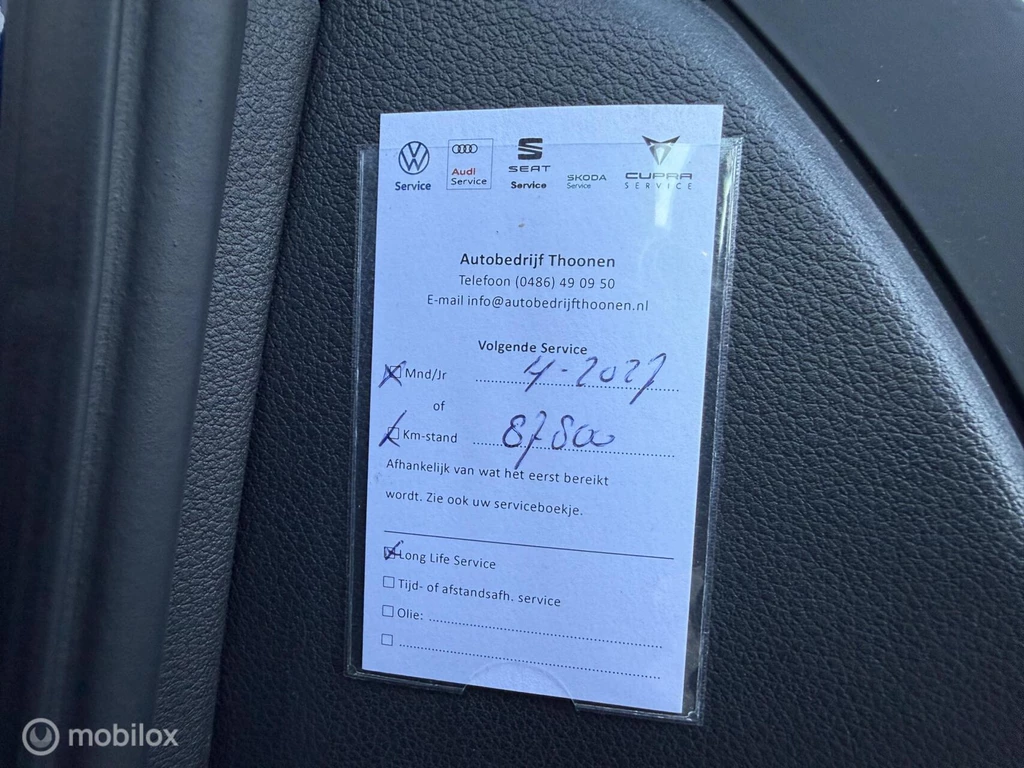 Service
Audi
Service
SEAT
Service
SKODA
Service
CUPRA
SERVICE
Autobedrijf Thoonen
Telefoon (0486) 49 09 50
E-mail info@autobedrijfthoonen.nl
Volgende Service
Mnd/Jr 4-2027
of
Km-stand 87800
Afhankelijk van wat het eerst bereikt
wordt. Zie ook uw serviceboekje.
Long Life Service
Tijd- of afstandsafh. service
Olie:
mobilox